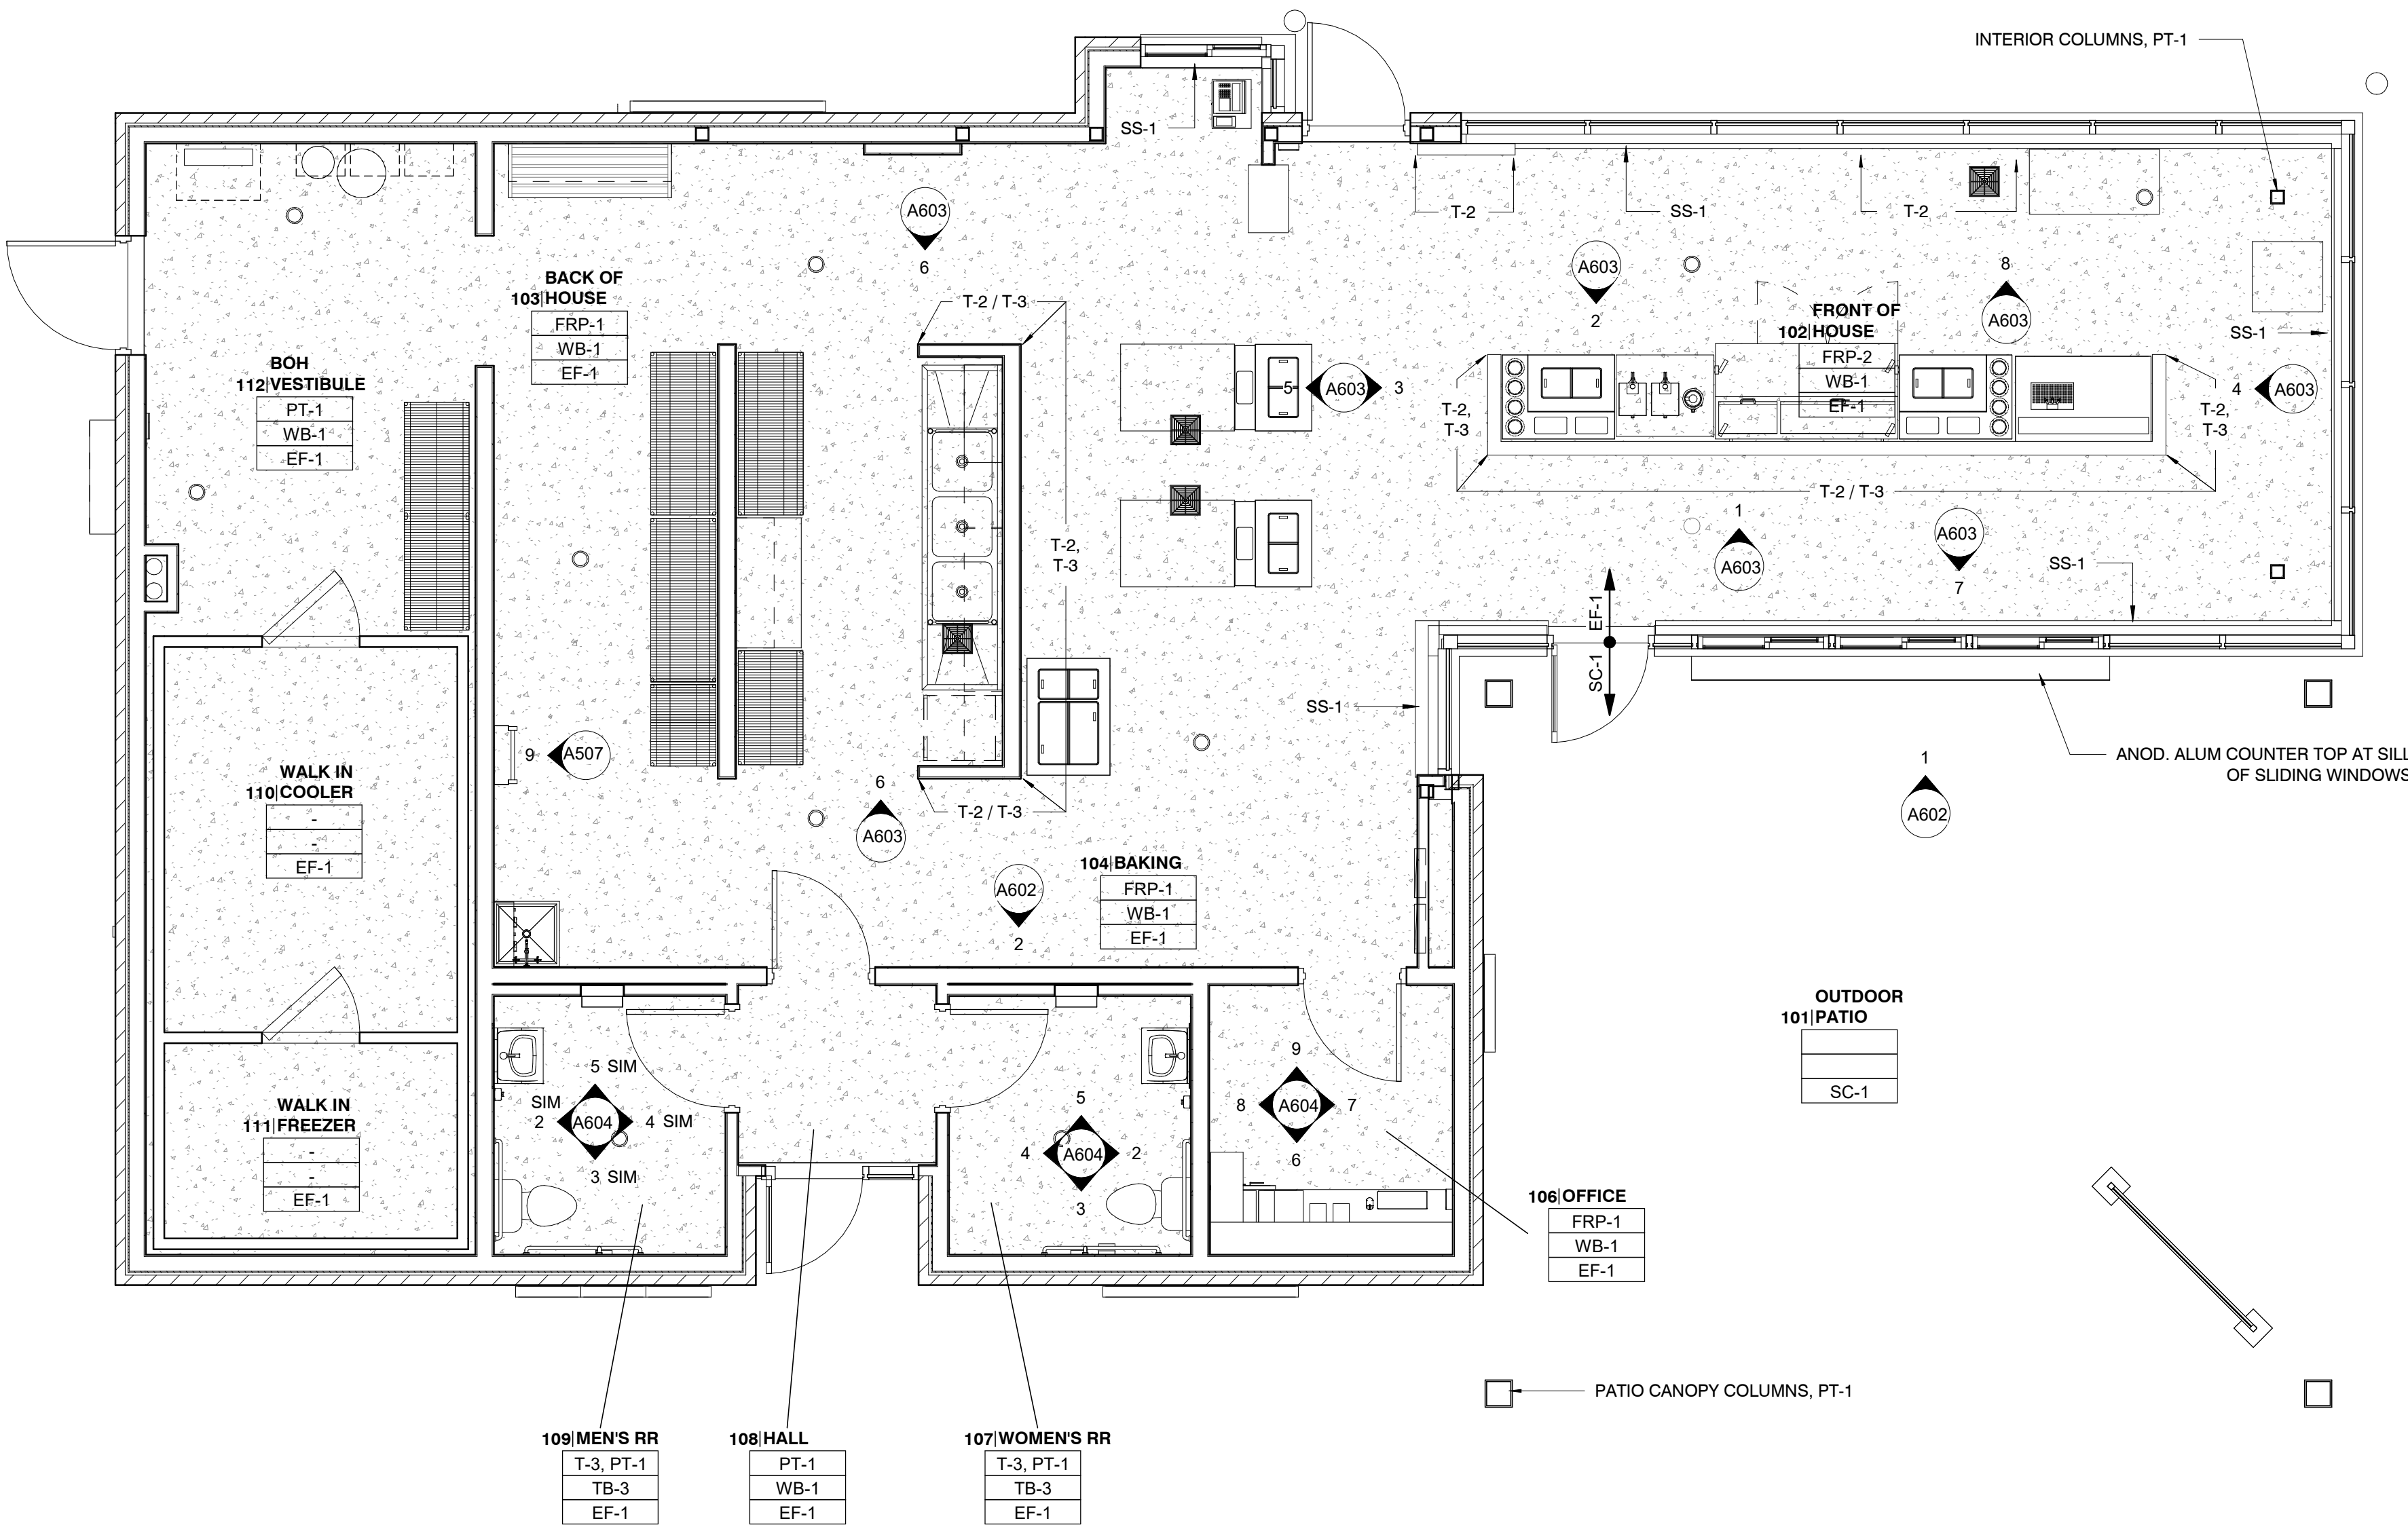 INTERIOR COLUMNS, PT-1
SS-1
T-2
SS-1
T-2
A603
6
A603
2
8
A603
BACK OF
103|HOUSE
FRP-1
WB-1
EF-1
T-2 / T-3
FRONT OF
102|HOUSE
FRP-2
WB-1
EF-1
SS-1
BOH
112|VESTIBULE
PT-1
WB-1
EF-1
5
A603
3
4
A603
T-2,
T-3
T-2,
T-3
T-2 / T-3
1
A603
A603
7
T-2,
T-3
SS-1
EF-1
SC-1
SS-1
9
A507
WALK IN
110|COOLER
-
-
EF-1
6
A603
T-2 / T-3
ANOD. ALUM COUNTER TOP AT SILL
OF SLIDING WINDOWS
1
A602
A602
2
104|BAKING
FRP-1
WB-1
EF-1
OUTDOOR
101|PATIO
SC-1
WALK IN
111|FREEZER
-
-
EF-1
5 SIM
SIM
2
A604
4 SIM
3 SIM
5
4
A604
2
3
9
8
A604
7
6
106|OFFICE
FRP-1
WB-1
EF-1
PATIO CANOPY COLUMNS, PT-1
109|MEN'S RR
T-3, PT-1
TB-3
EF-1
108|HALL
PT-1
WB-1
EF-1
107|WOMEN'S RR
T-3, PT-1
TB-3
EF-1